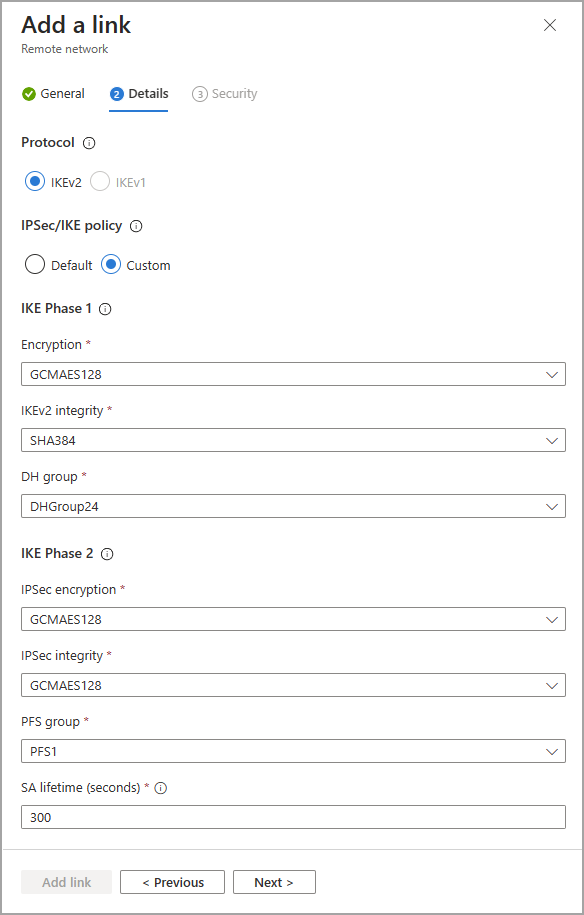 Add a link
Remote network
General 2 Details 3 Security
Protocol
IKEv2 IKEv1
IPSec/IKE policy
Default Custom
IKE Phase 1
Encryption *
GCMAES128
IKEv2 integrity *
SHA384
DH group *
DHGroup24
IKE Phase 2
IPSec encryption *
GCMAES128
IPSec integrity *
GCMAES128
PFS group *
PFS1
SA lifetime (seconds) *
300
Add link < Previous Next >